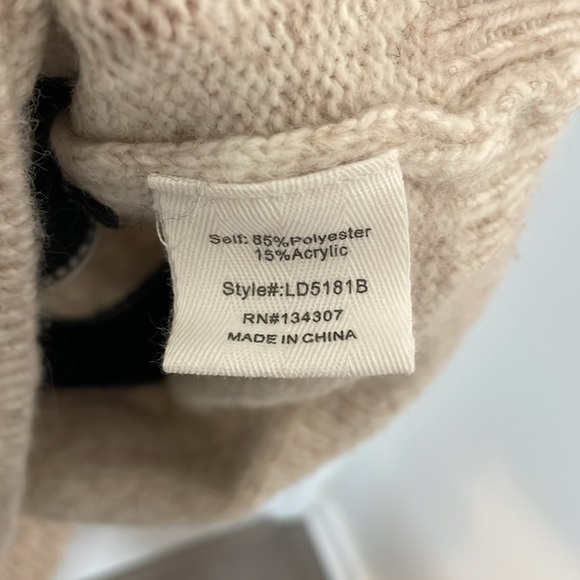 Self: 85%Polyester
15%Acrylic
Style#:LD5181B
RN#134307
MADE IN CHINA